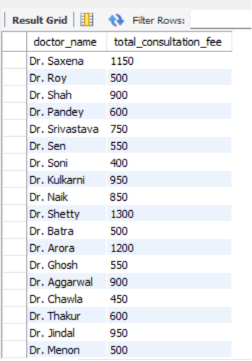 Result Grid Filter Rows:
doctor_name total_consultation_fee
Dr. Saxena 1150
Dr. Roy 500
Dr. Shah 900
Dr. Pandey 600
Dr. Srivastava 750
Dr. Sen 550
Dr. Soni 400
Dr. Kulkarni 950
Dr. Naik 850
Dr. Shetty 1300
Dr. Batra 500
Dr. Arora 1200
Dr. Ghosh 550
Dr. Aggarwal 900
Dr. Chawla 450
Dr. Thakur 600
Dr. Jindal 950
Dr. Menon 500